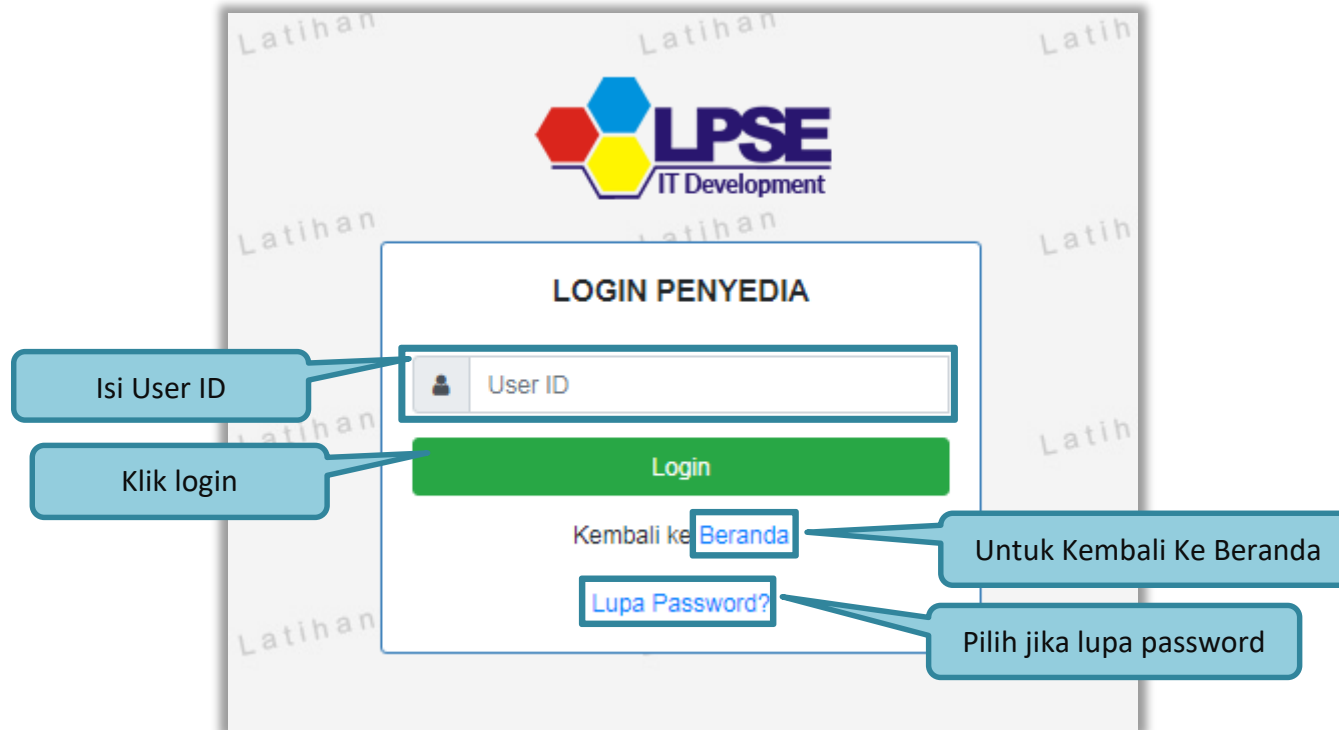 Latihan Latihan Latih
LPSE
IT Development
Latihan atihan Latih
LOGIN PENYEDIA
Isi User ID
User ID
Latihan Latih
Klik login
Login
Kembali ke Beranda
Untuk Kembali Ke Beranda
Lupa Password?
Latihan
Pilih jika lupa password